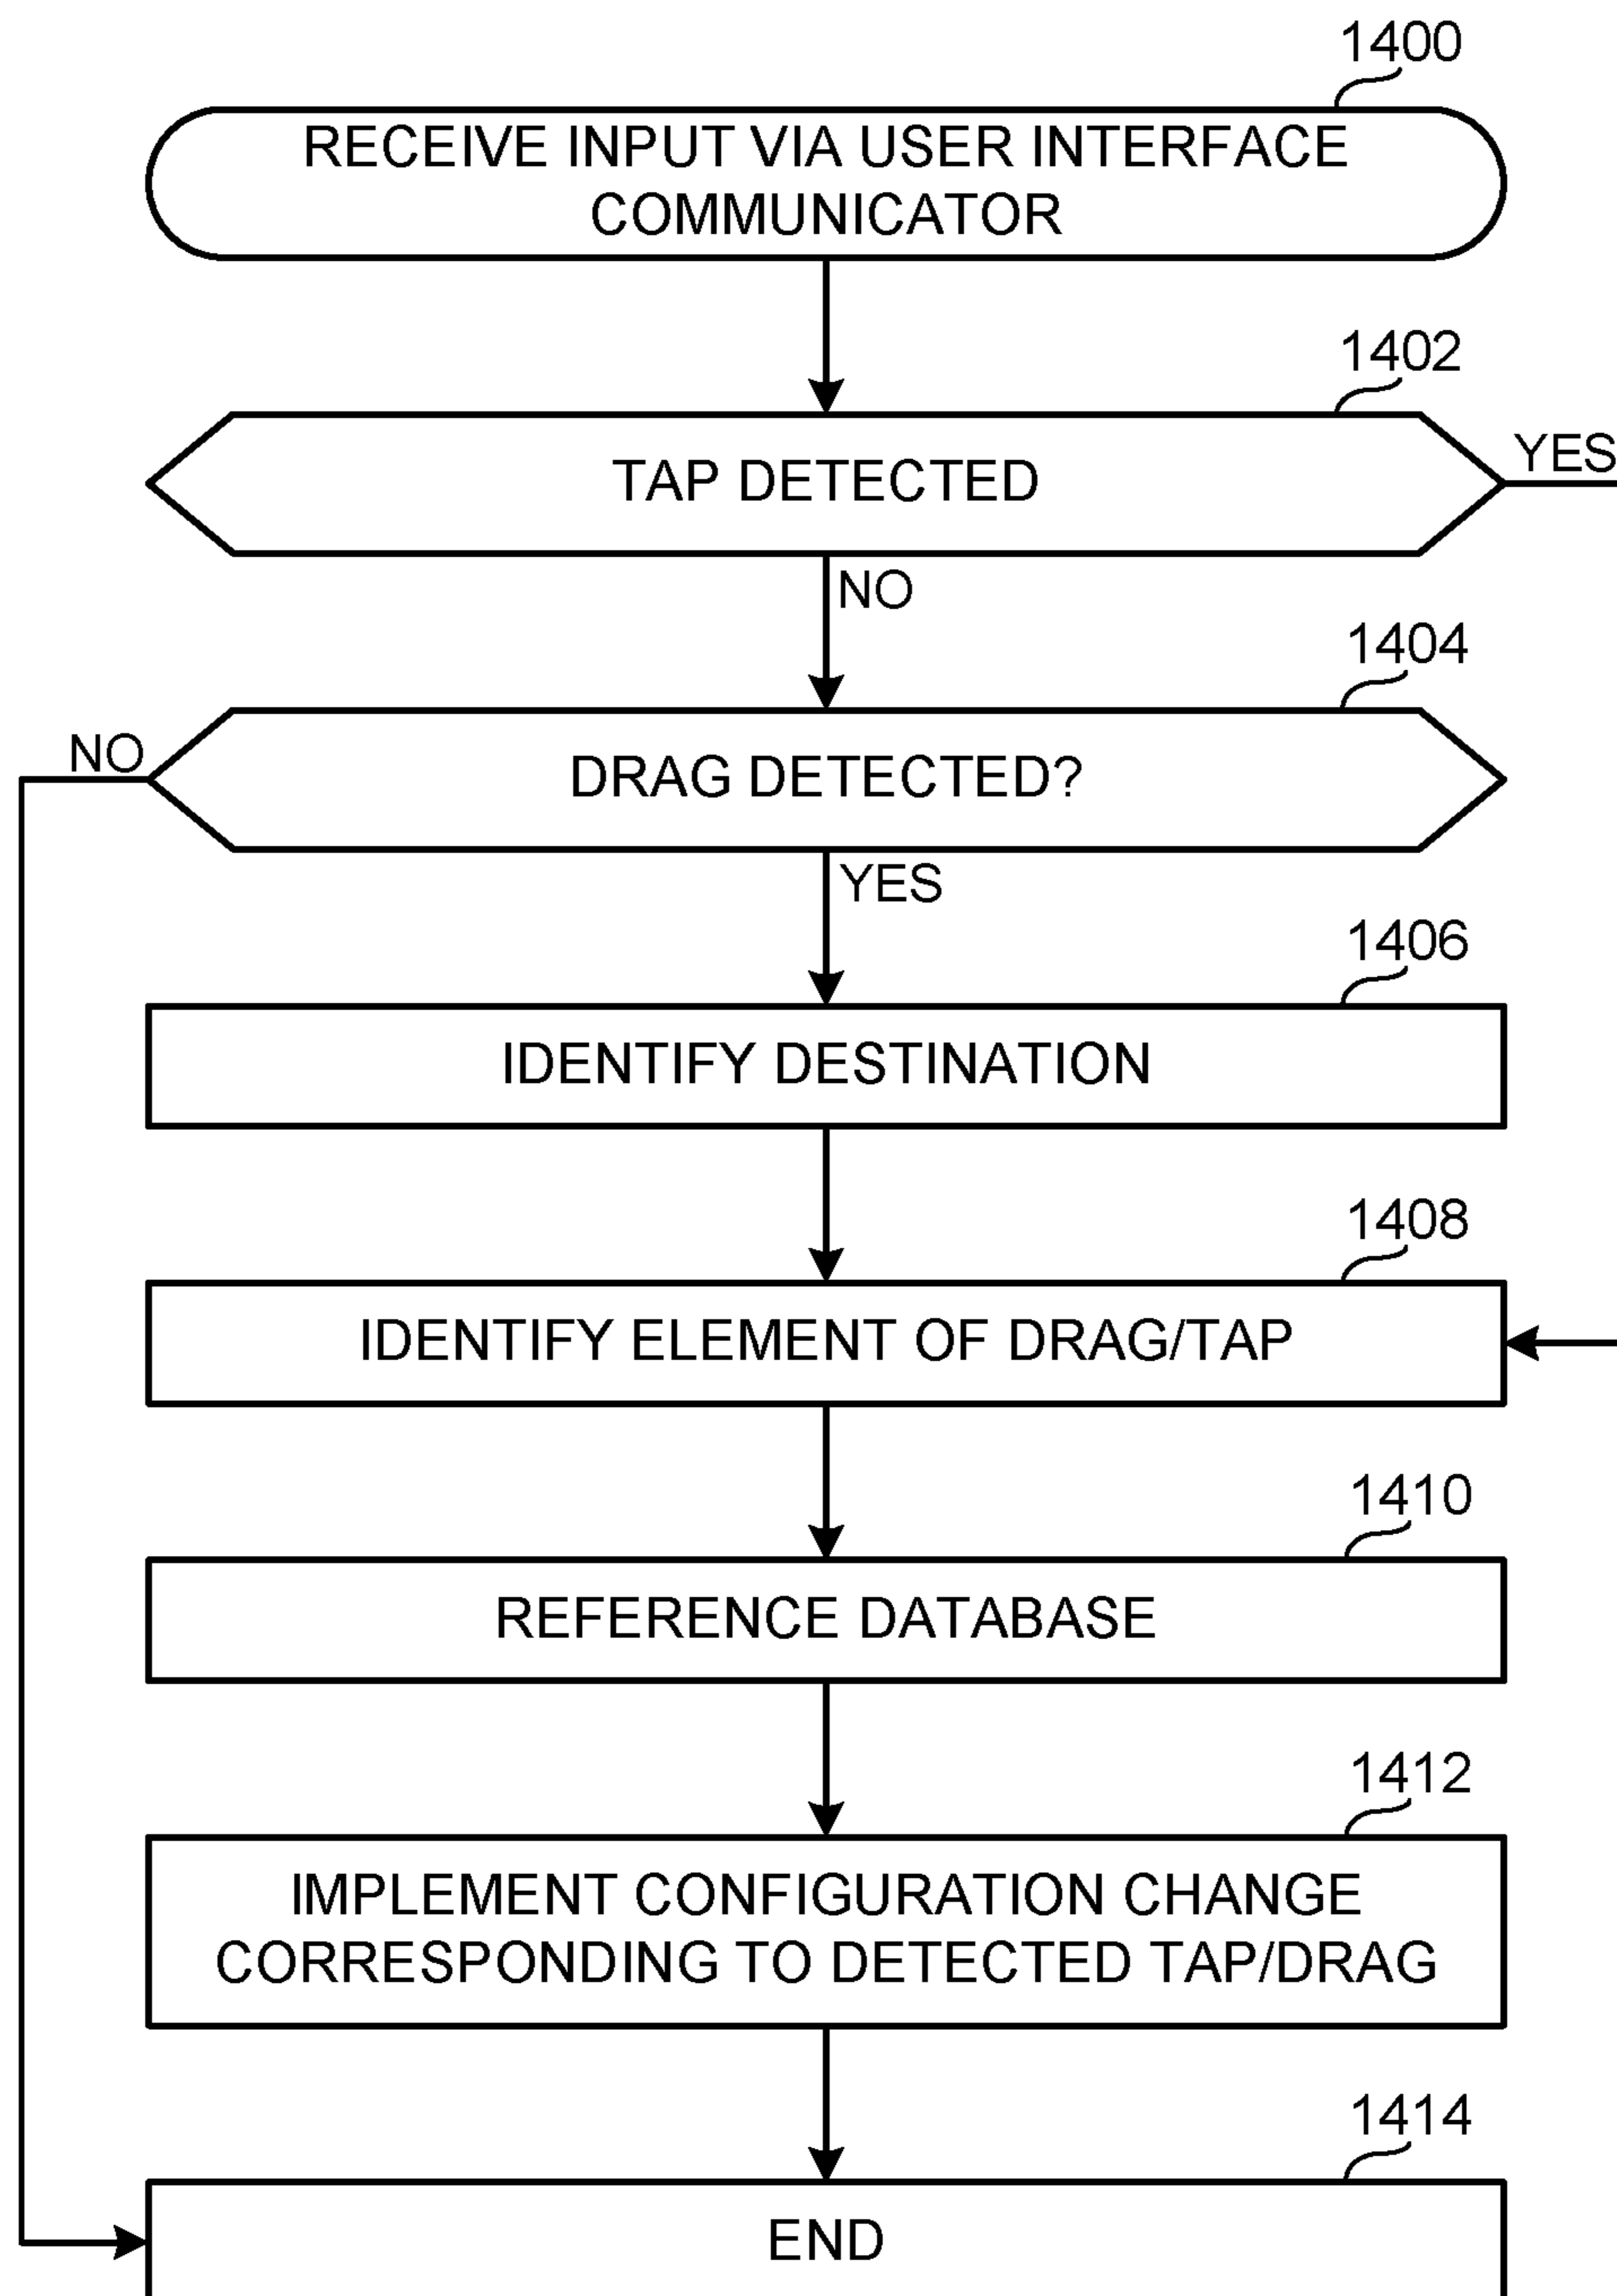 1400
RECEIVE INPUT VIA USER INTERFACE
COMMUNICATOR
1402
TAP DETECTED
YES
NO
1404
NO
DRAG DETECTED?
YES
1406
IDENTIFY DESTINATION
1408
IDENTIFY ELEMENT OF DRAG/TAP
1410
REFERENCE DATABASE
1412
IMPLEMENT CONFIGURATION CHANGE
CORRESPONDING TO DETECTED TAP/DRAG
1414
END